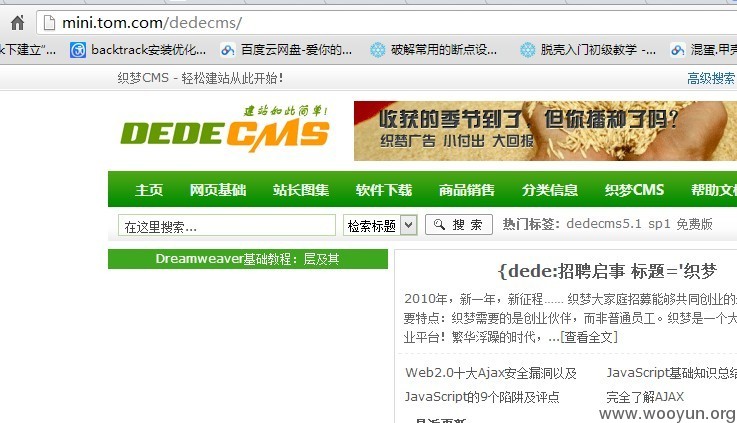 mini.tom.com/dedecms/
k下建立“... backtrack安装优化... 百度云网盘-爱你的... 破解常用的断点设... 脱壳入门初级教学 -... 混蛋.甲壳
织梦CMS - 轻松建站从此开始！ 高级搜索
建站如此简单！
DEDECMS
收获的季节到了，但你播种了吗？
织梦广告 小付出 大回报
主页 网页基础 站长图集 软件下载 商品销售 分类信息 织梦CMS 帮助文
在这里搜索... 检索标题 搜 索 热门标签: dedecms5.1 sp1 免费版
Dreamweaver基础教程：层及其
{dede:招聘启事 标题='织梦
2010年，新一年，新征程...... 织梦大家庭招募能够共同创业的
要特点：织梦需要的是创业伙伴，而非普通员工。织梦是一个大
业平台！繁华浮躁的时代，...[查看全文]
Web2.0十大Ajax安全漏洞以及 JavaScript基础知识总结
JavaScript的9个陷阱及评点 完全了解AJAX
最近更新
www.wooyun.org